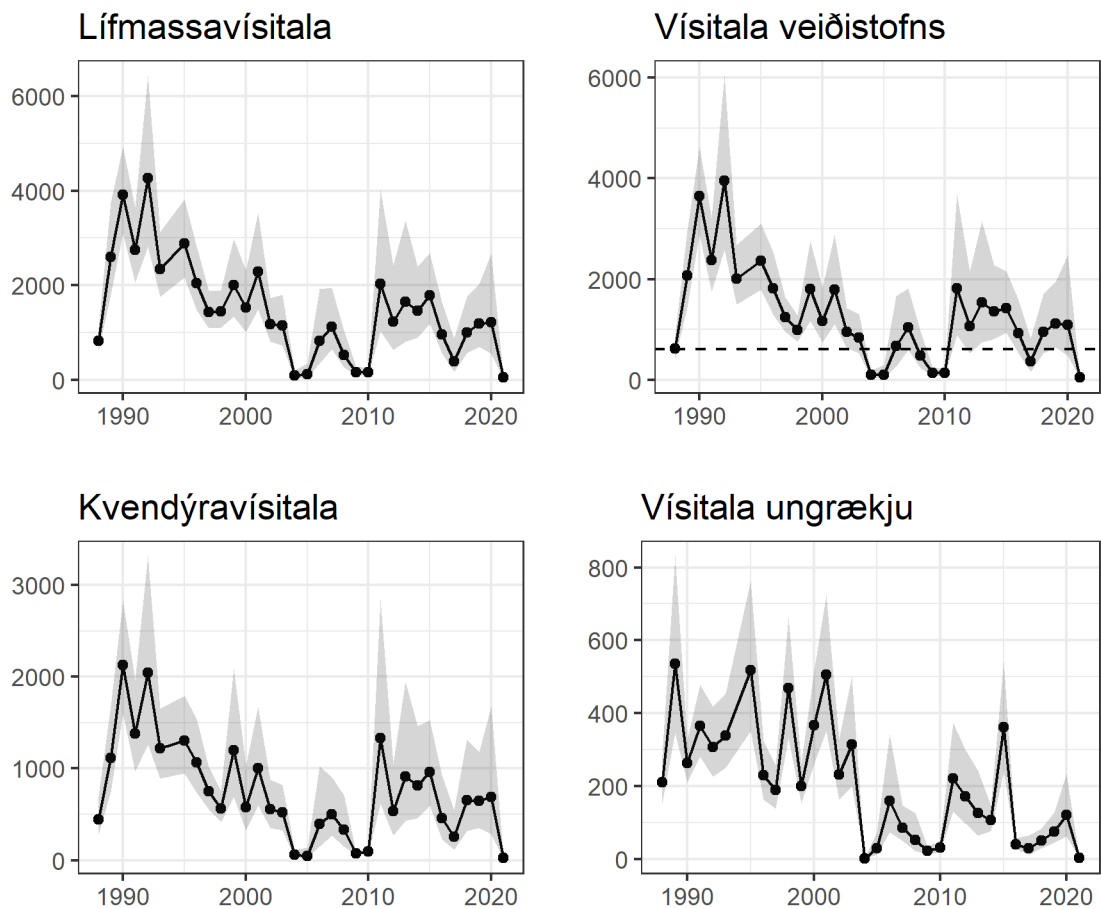 Lífmassavísitala
6000
4000
2000
0
1990 2000 2010 2020
Vísitala veiðistofns
6000
4000
2000
0
1990 2000 2010 2020
Kvendýravísitala
3000
2000
1000
0
1990 2000 2010 2020
Vísitala ungrækju
800
600
400
200
0
1990 2000 2010 2020